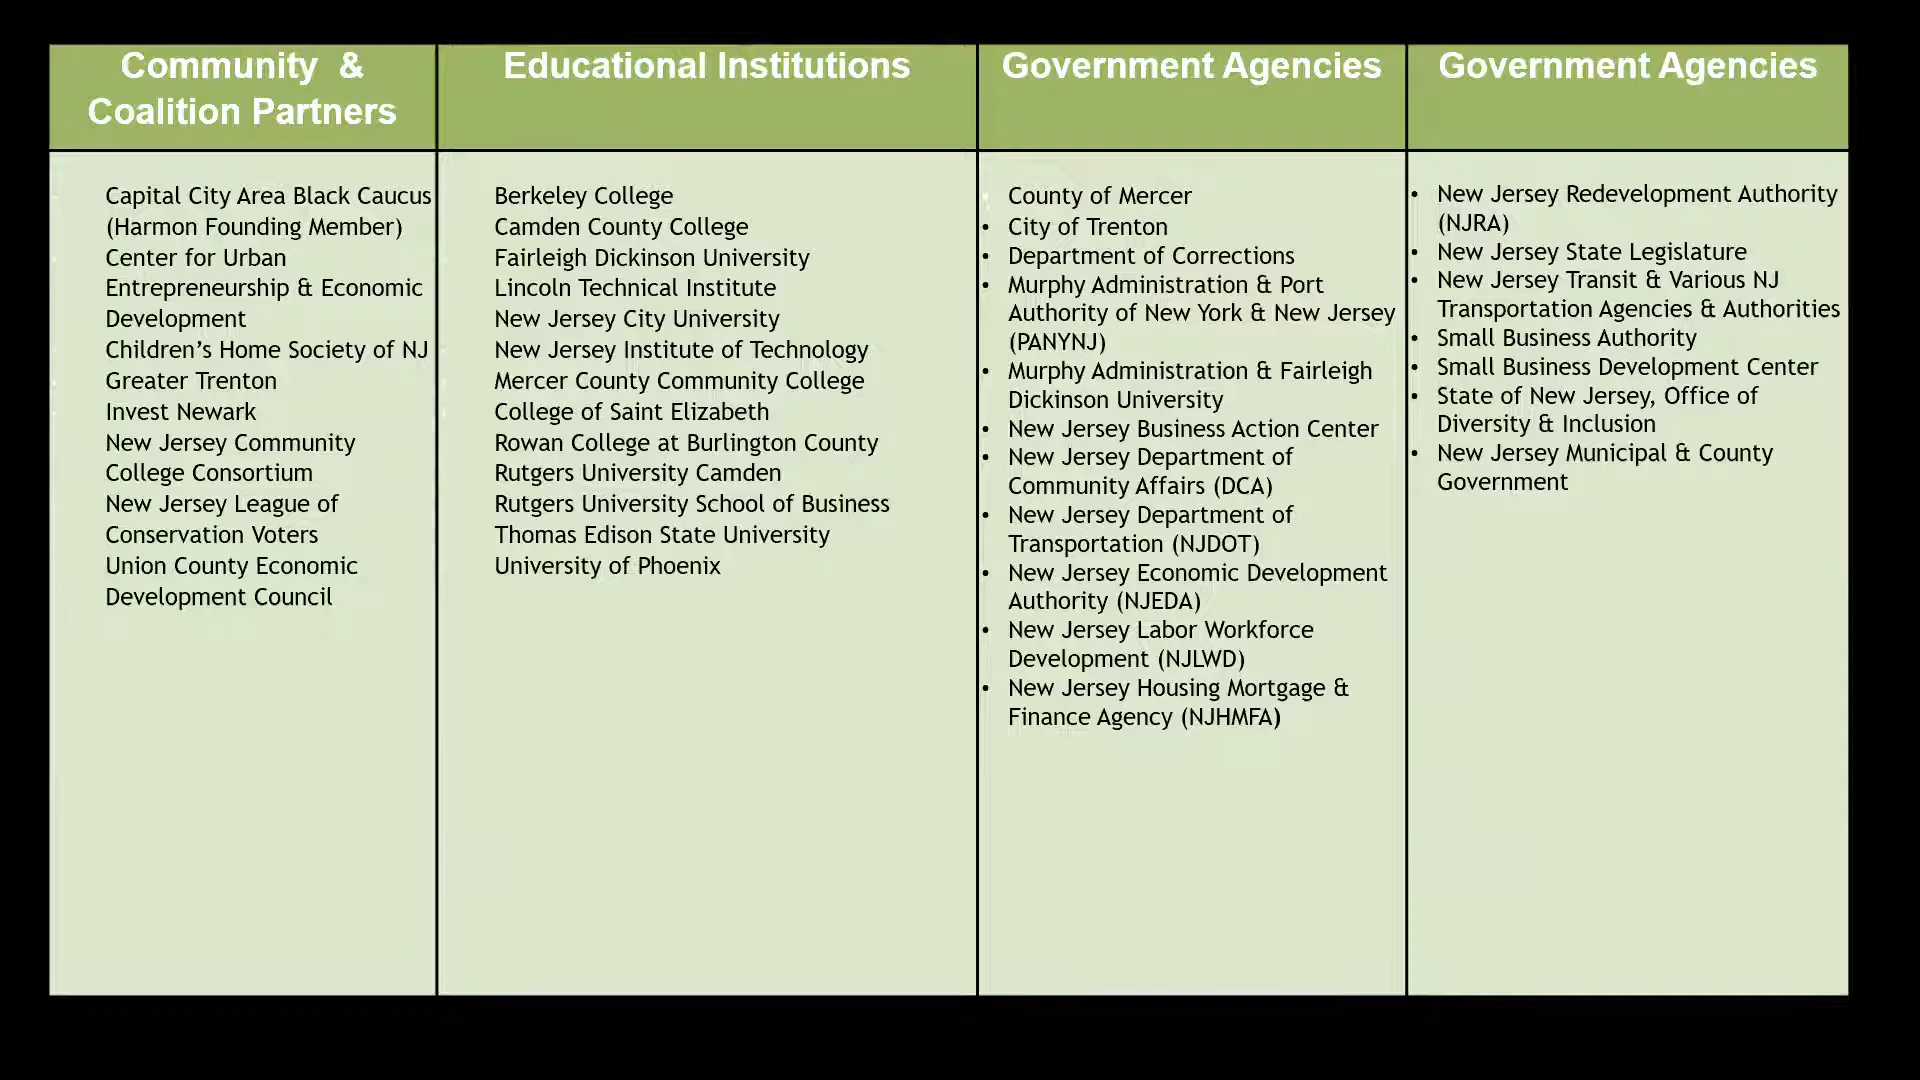 Community & 
Coalition Partners
Capital City Area Black Caucus
(Harmon Founding Member)
Center for Urban
Entrepreneurship & Economic
Development
Children’s Home Society of NJ
Greater Trenton
Invest Newark
New Jersey Community
College Consortium
New Jersey League of
Conservation Voters
Union County Economic
Development Council
Educational Institutions
Berkeley College
Camden County College
Fairleigh Dickinson University
Lincoln Technical Institute
New Jersey City University
New Jersey Institute of Technology
Mercer County Community College
College of Saint Elizabeth
Rowan College at Burlington County
Rutgers University Camden
Rutgers University School of Business
Thomas Edison State University
University of Phoenix
Government Agencies
• County of Mercer
• City of Trenton
• Department of Corrections
• Murphy Administration & Port
Authority of New York & New Jersey
(PANYNJ)
• Murphy Administration & Fairleigh
Dickinson University
• New Jersey Business Action Center
• New Jersey Department of
Community Affairs (DCA)
• New Jersey Department of
Transportation (NJDOT)
• New Jersey Economic Development
Authority (NJEDA)
• New Jersey Labor Workforce
Development (NJLWD)
• New Jersey Housing Mortgage &
Finance Agency (NJHMFA)
Government Agencies
• New Jersey Redevelopment Authority
(NJRA)
• New Jersey State Legislature
• New Jersey Transit & Various NJ
Transportation Agencies & Authorities
• Small Business Authority
• Small Business Development Center
• State of New Jersey, Office of
Diversity & Inclusion
• New Jersey Municipal & County
Government